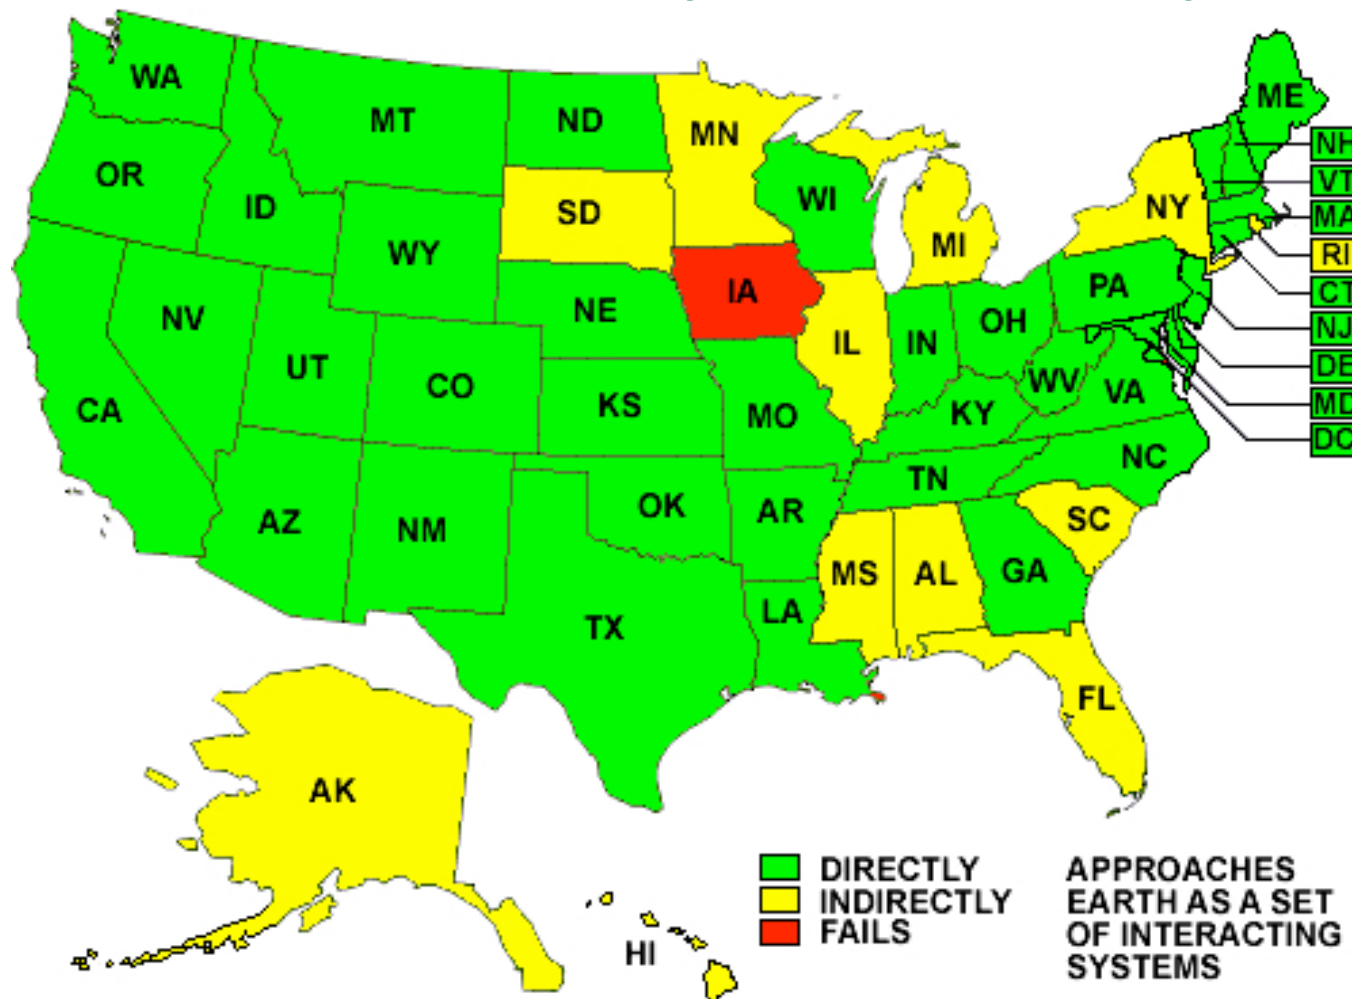 WA
MT
ND
MN
ME
OR
ID
SD
WI
NY
NH
VT
MA
RI
CT
NJ
DE
MD
DC
WY
MI
IA
PA
NV
NE
OH
IL
IN
UT
CO
WV
VA
CA
KS
MO
KY
NC
TN
AZ
NM
OK
AR
SC
MS
AL
GA
TX
LA
FL
AK
HI
DIRECTLY
INDIRECTLY
FAILS
APPROACHES
EARTH AS A SET
OF INTERACTING
SYSTEMS